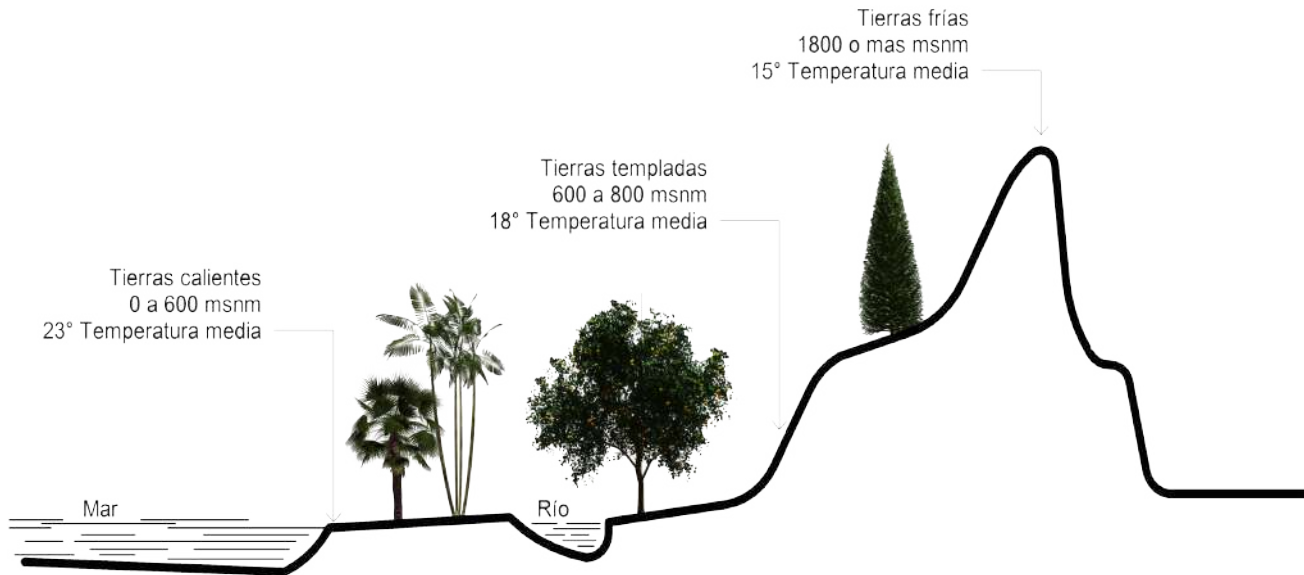 Tierras frías
1800 o mas msnm
15° Temperatura media
Tierras templadas
600 a 800 msnm
18° Temperatura media
Tierras calientes
0 a 600 msnm
23° Temperatura media
Mar
Río